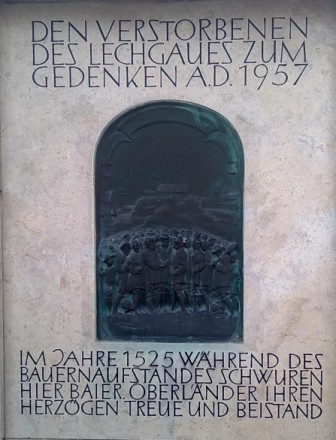 DEN VERSTORBENEN
DES LECHGAUES ZUM
GEDENKEN A.D. 1957
IM JAHRE 1525 WÄHREND DES
BAUERNAUFSTANDES SCHWUREN
HIER BAIER. OBERLÄNDER IHREN
HERZÖGEN TREUE UND BEISTAND